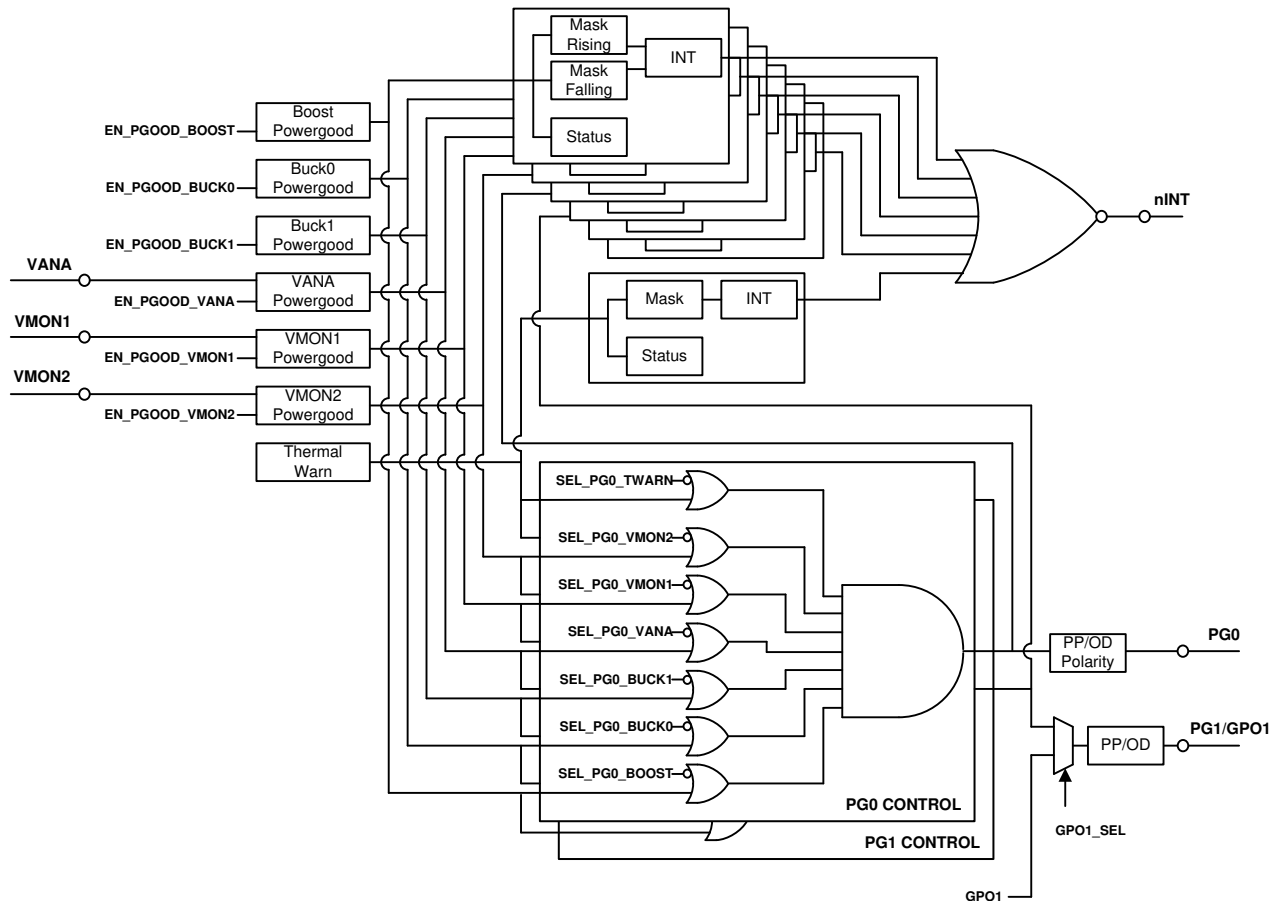 Mask
Rising
INT
Mask
Falling
Status
Boost
Powergood
EN_PGOOD_BOOST
Buck0
Powergood
EN_PGOOD_BUCK0
Buck1
Powergood
EN_PGOOD_BUCK1
VANA
VANA
Powergood
EN_PGOOD_VANA
VMON1
VMON1
Powergood
EN_PGOOD_VMON1
VMON2
VMON2
Powergood
EN_PGOOD_VMON2
Thermal
Warn
nINT
Mask
INT
Status
SEL_PG0_TWARN
SEL_PG0_VMON2
SEL_PG0_VMON1
SEL_PG0_VANA
SEL_PG0_BUCK1
SEL_PG0_BUCK0
SEL_PG0_BOOST
PG0 CONTROL
PG1 CONTROL
PP/OD
Polarity
PG0
PP/OD
PG1/GPO1
GPO1_SEL
GPO1